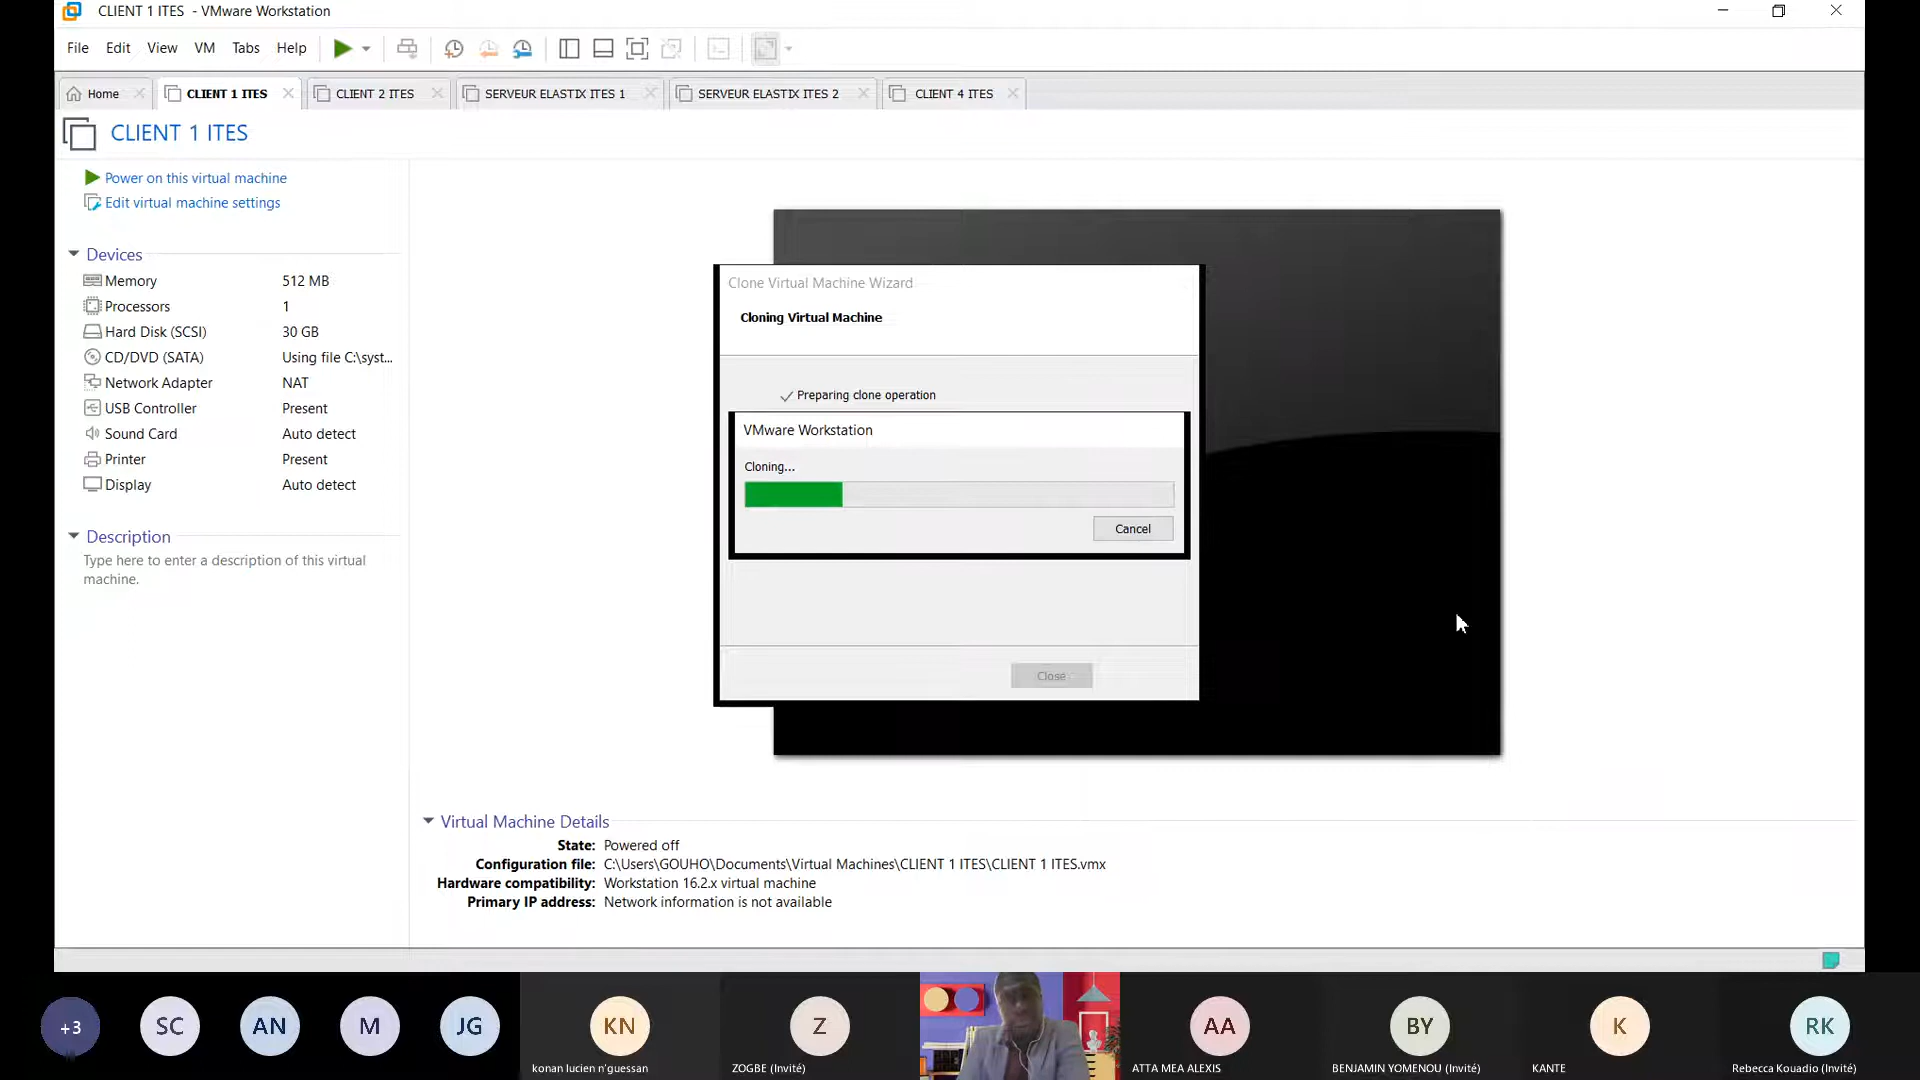 CLIENT 1 ITES - VMware Workstation
File Edit View VM Tabs Help
Home CLIENT 1 ITES CLIENT 2 ITES SERVEUR ELASTIX ITES 1 SERVEUR ELASTIX ITES 2 CLIENT 4 ITES
CLIENT 1 ITES
Power on this virtual machine
Edit virtual machine settings
Devices
Memory 512 MB
Processors 1
Hard Disk (SCSI) 30 GB
CD/DVD (SATA) Using file C:\syst...
Network Adapter NAT
USB Controller Present
Sound Card Auto detect
Printer Present
Display Auto detect
Description
Type here to enter a description of this virtual
machine.
Clone Virtual Machine Wizard
Cloning Virtual Machine
Preparing clone operation
VMware Workstation
Cloning...
Cancel
Close
Virtual Machine Details
State: Powered off
Configuration file: C:\Users\GOUHO\Documents\Virtual Machines\CLIENT 1 ITES\CLIENT 1 ITES.vmx
Hardware compatibility: Workstation 16.2.x virtual machine
Primary IP address: Network information is not available
+3 SC AN M JG KN Z AA BY K RK
konan lucien n'guessan ZOGBE (Invité) ATTA MEA ALEXIS BENJAMIN YOMENOU (Invité) KANTE Rebecca Kouadio (Invité)